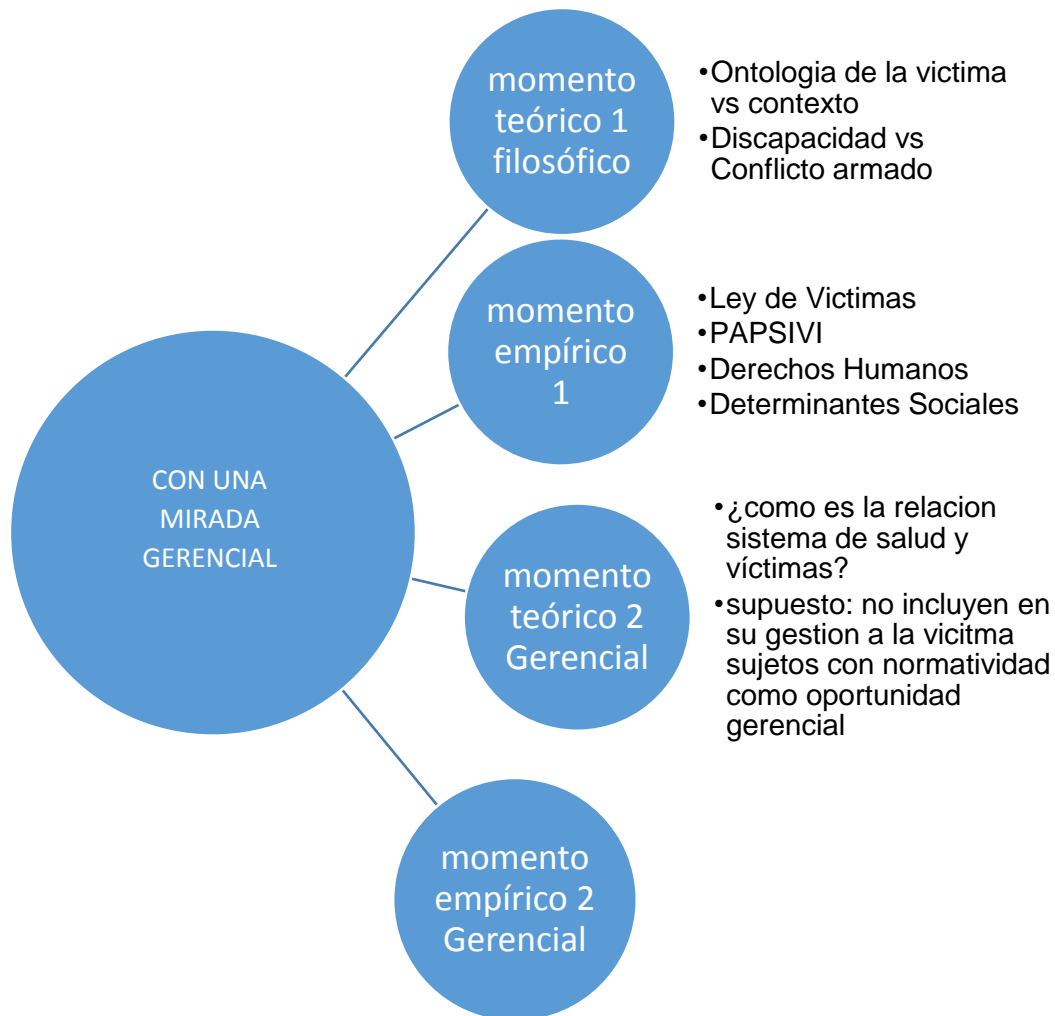 momento
teórico 1
filosófico
•Ontologia de la victima
vs contexto
•Discapacidad vs
Conflicto armado
momento
empírico
1
•Ley de Victimas
•PAPSIVI
•Derechos Humanos
•Determinantes Sociales
CON UNA
MIRADA
GERENCIAL
momento
teórico 2
Gerencial
•¿como es la relacion
sistema de salud y
víctimas?
•supuesto: no incluyen en
su gestion a la vicitma
sujetos con normatividad
como oportunidad
gerencial
momento
empírico 2
Gerencial